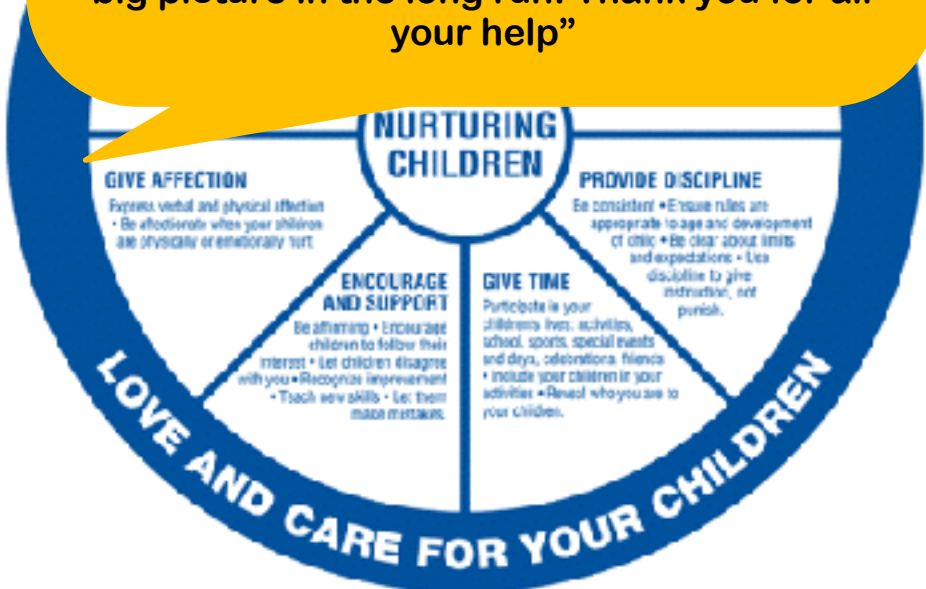 big picture in the long run. Thank you for all
your help”
NURTURING
CHILDREN
GIVE AFFECTION
Express verbal and physical affection
• Be affectionate when your children
are physically or emotionally hurt.
PROVIDE DISCIPLINE
Be consistent • Ensure rules are
appropriate to age and development
of child • Be clear about limits
and expectations • Use
discipline to give
instruction, not
punish.
ENCOURAGE
AND SUPPORT
Be affirming • Encourage
children to follow their
interest • Let children disagree
with you • Recognize improvement
• Teach new skills • Let them
make mistakes.
GIVE TIME
Participate in your
childrens lives, activities,
school, sports, special events
and days, celebrations, friends
• Include your children in your
activities • Reveal who you are to
your children.
LOVE AND CARE FOR YOUR CHILDREN